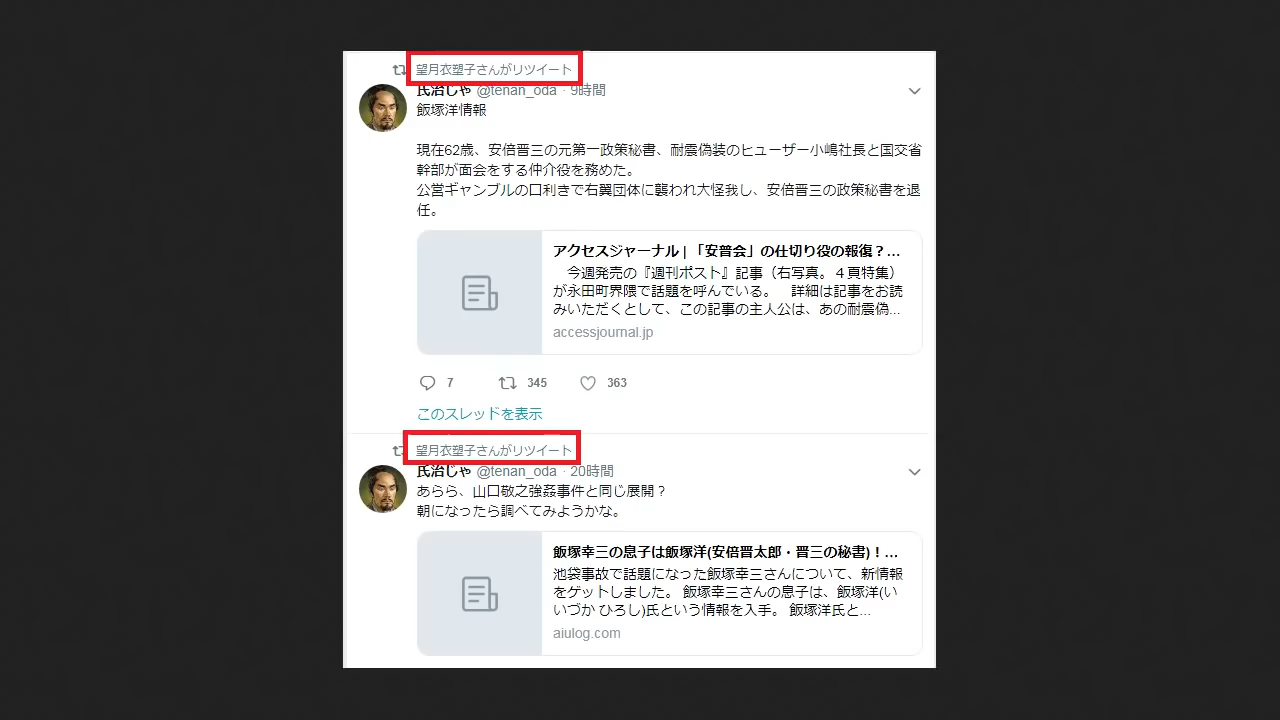 望月衣塑子さんがリツイート
氏治じゃ @tenan_oda · 9時間
飯塚洋情報
現在62歳、安倍晋三の元第一政策秘書、耐震偽装のヒューザー小嶋社長と国交省
幹部が面会をする仲介役を務めた。
公営ギャンブルの口利きで右翼団体に襲われ大怪我し、安倍晋三の政策秘書を退
任。
アクセスジャーナル | 「安晋会」の仕切り役の報復？...
今週発売の『週刊ポスト』記事（右写真。４頁特集）
が永田町界隈で話題を呼んでいる。　詳細は記事をお読
みいただくとして、この記事の主人公は、あの耐震偽...
accessjournal.jp
7 345 363
このスレッドを表示
望月衣塑子さんがリツイート
氏治じゃ @tenan_oda · 20時間
あらら、山口敬之強姦事件と同じ展開？
朝になったら調べてみようかな。
飯塚幸三の息子は飯塚洋(安倍晋太郎・晋三の秘書)！...
池袋事故で話題になった飯塚幸三さんについて、新情報
をゲットしました。 飯塚幸三さんの息子は、飯塚洋(い
いづか ひろし)氏という情報を入手。 飯塚洋氏と...
aiulog.com